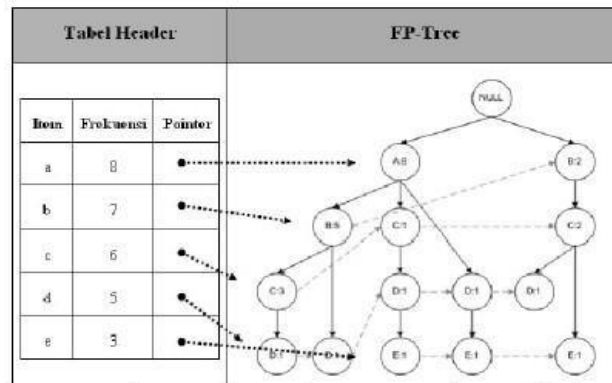 Tabel Header
FP-Tree
Item Frekuensi Pointer
a 8
b 7
c 6
d 5
e 3
NULL
A:8
B:2
B:5
C:1
C:2
C:3
D:1
D:1
D:1
D:1
D:1
E:1
E:1
E:1